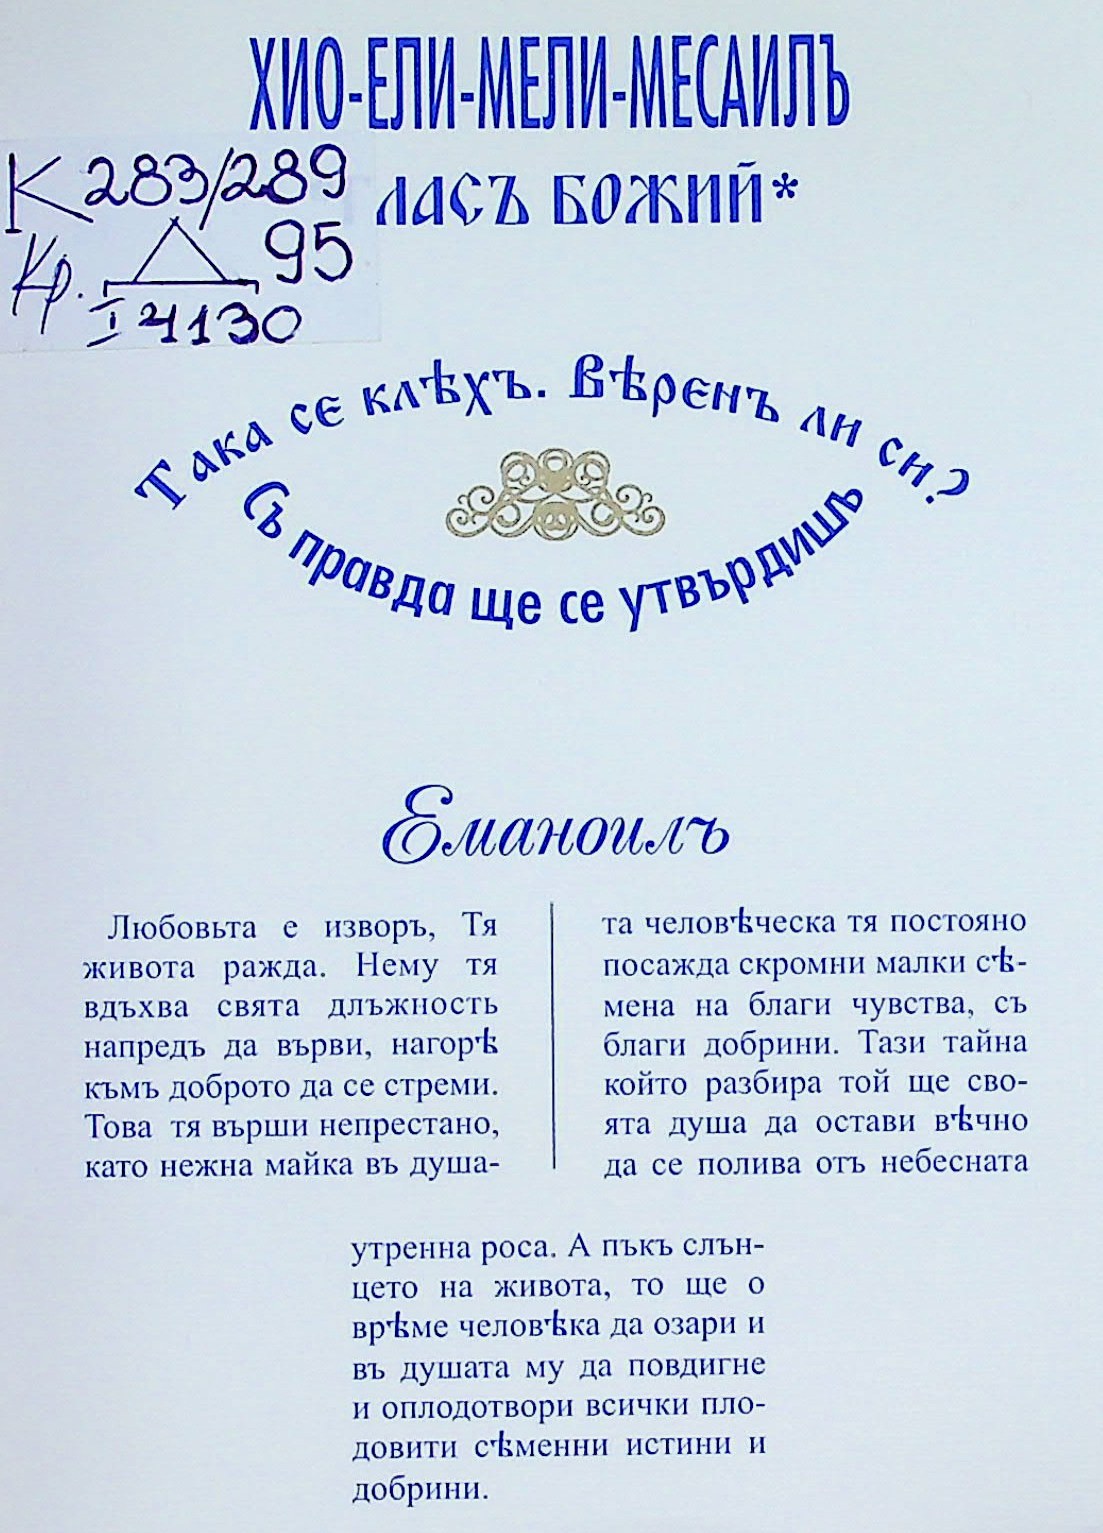 ХИО-ЕЛИ-МЕЛИ-МЕСАИЛЪ
ЛАСЪ БОЖИЙ*
К 283/289
Кр. 95
I 4130
Така се клѣхъ. Вѣренъ ли си?
Съ правда ще се утвърдишъ
Еманоилъ
Любовьта е изворъ, Тя
живота ражда. Нему тя
вдъхва свята длъжность
напредъ да върви, нагорѣ
къмъ доброто да се стреми.
Това тя върши непрестано,
като нежна майка въ душа-
та человѣческа тя постояно
посажда скромни малки сѣ-
мена на благи чувства, съ
благи добрини. Тази тайна
който разбира той ще сво-
ята душа да остави вѣчно
да се полива отъ небесната
утренна роса. А пъкъ слън-
цето на живота, то ще о
врѣме человѣка да озари и
въ душата му да повдигне
и оплодотвори всички пло-
довити сѣменни истини и
добрини.